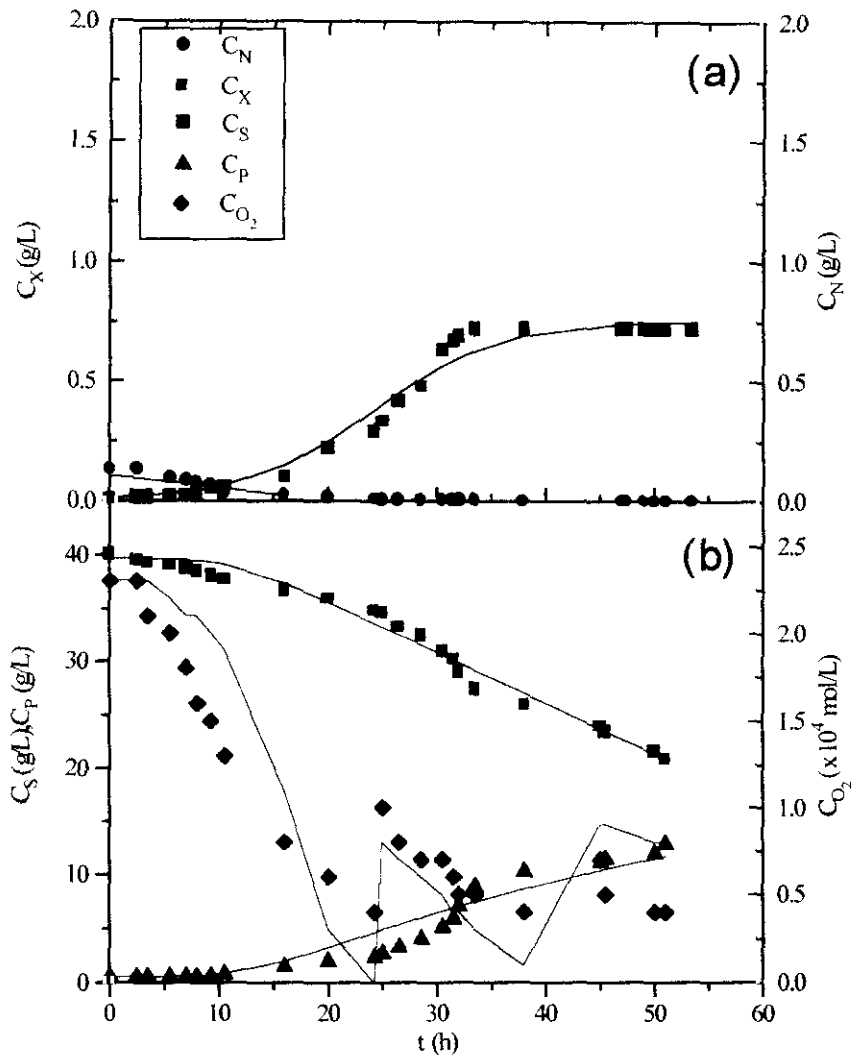 2.0
1.5
1.0
0.5
0.0
C_X (g/L)
C_N
C_X
C_S
C_P
C_O2
(a)
2.0
1.5
1.0
0.5
0.0
C_N (g/L)
40
30
20
10
0
C_S (g/L), C_P (g/L)
(b)
2.5
2.0
1.5
1.0
0.5
0.0
C_O2 (x10^4 mol/L)
0 10 20 30 40 50 60
t (h)